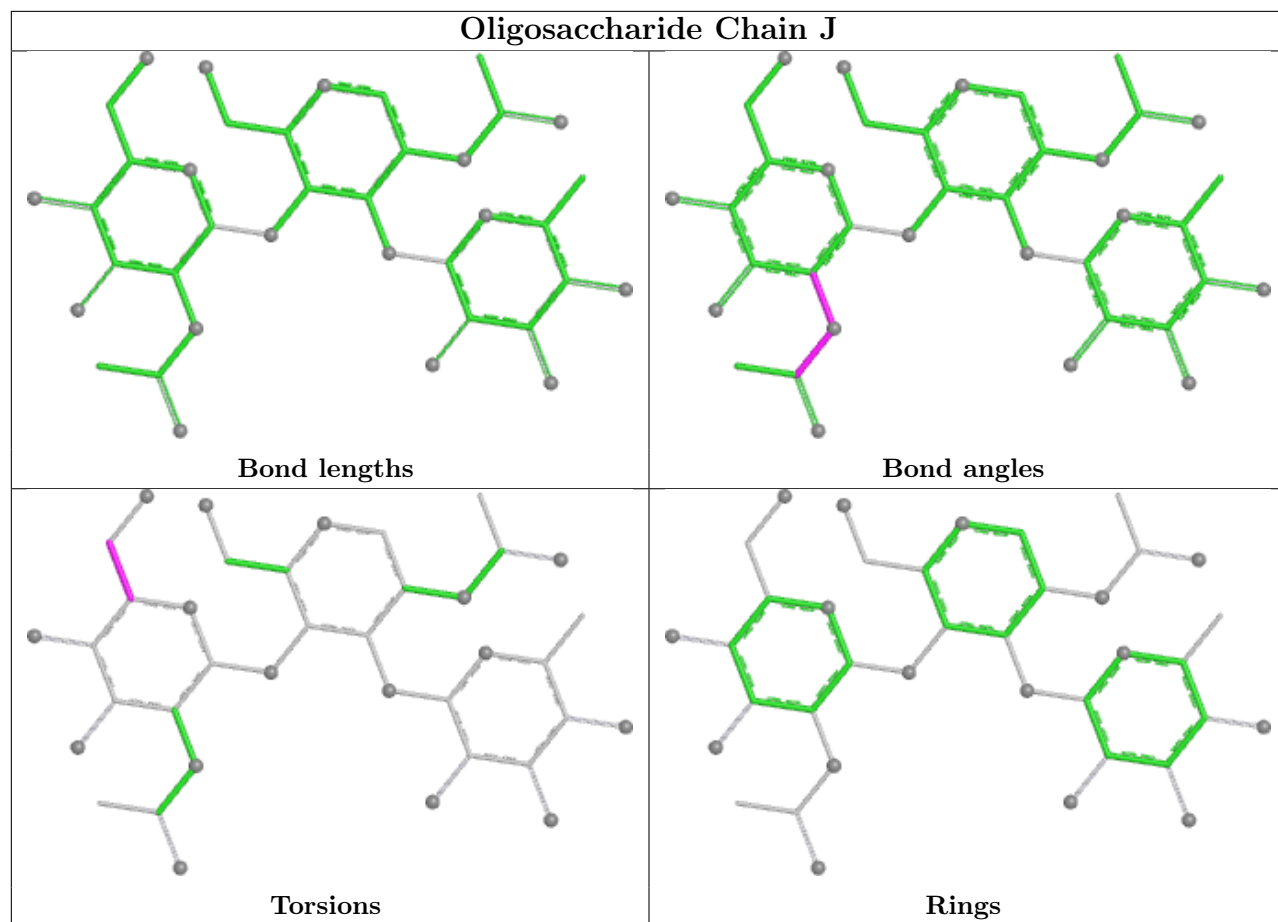 Oligosaccharide Chain J
Bond lengths
Bond angles
Torsions
Rings